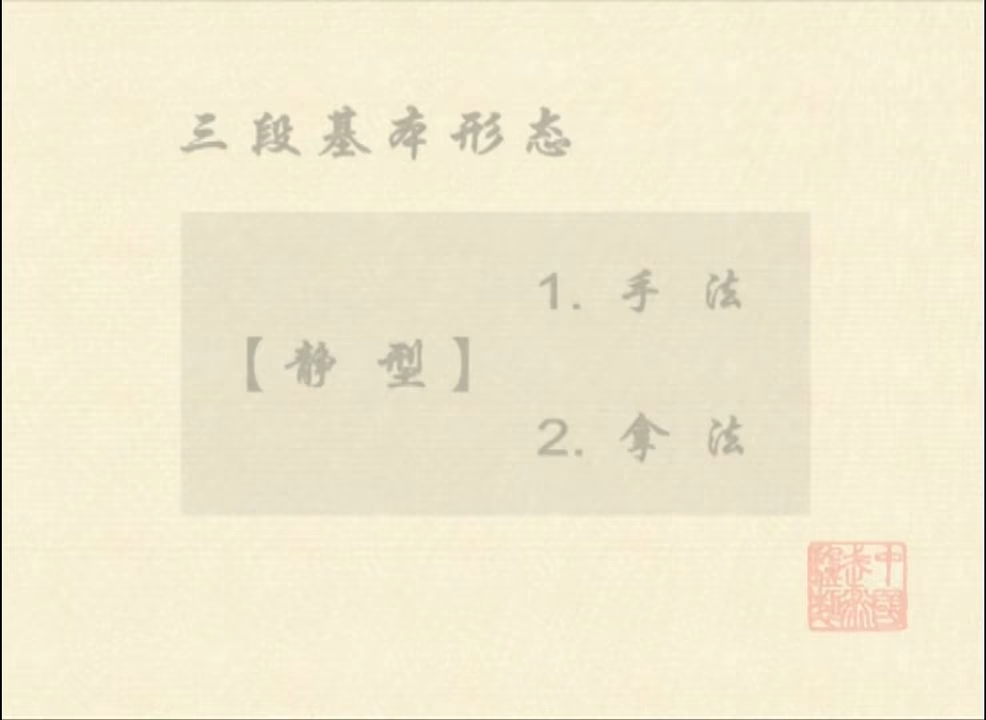 三段基本形态
1. 手 法
【静 型】
2. 拿 法